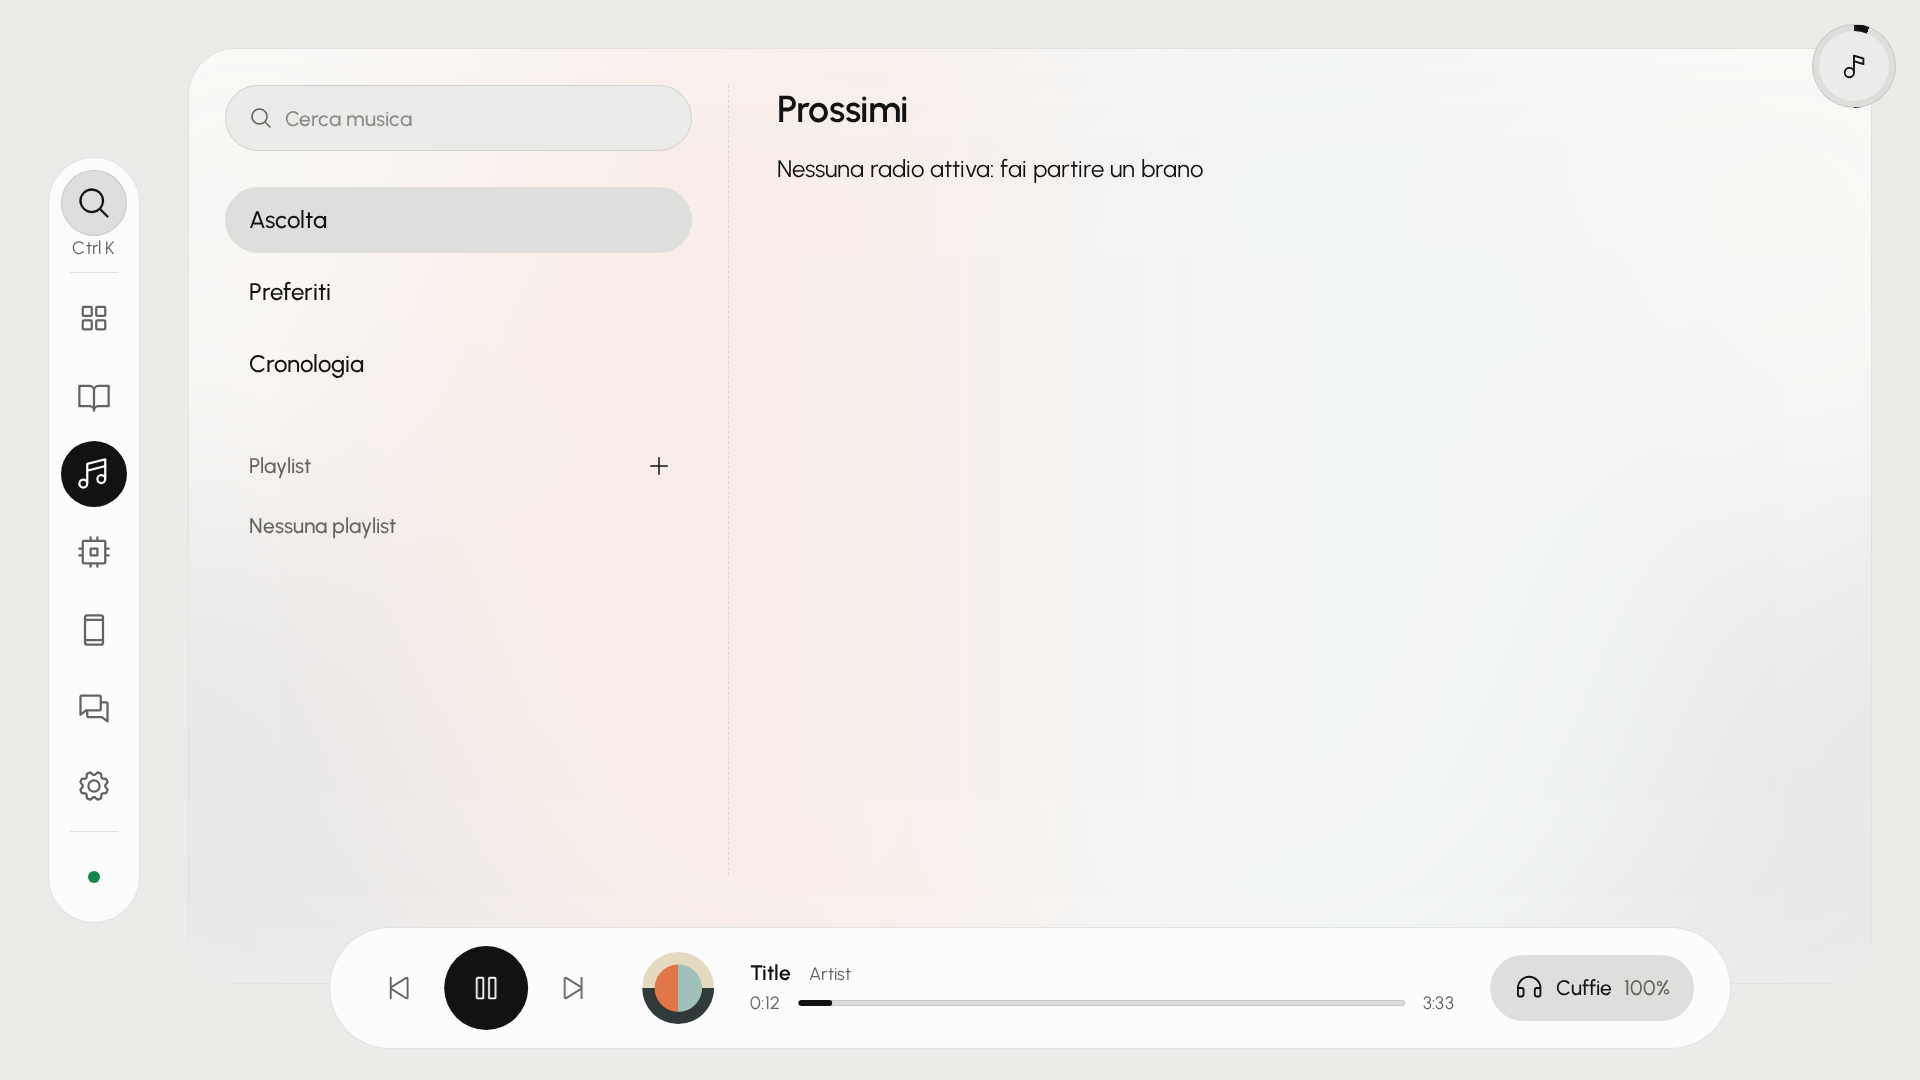 Ctrl K
Cerca musica
Ascolta
Preferiti
Cronologia
Playlist
Nessuna playlist
Prossimi
Nessuna radio attiva: fai partire un brano
Title Artist
0:12 3:33
Cuffie 100%